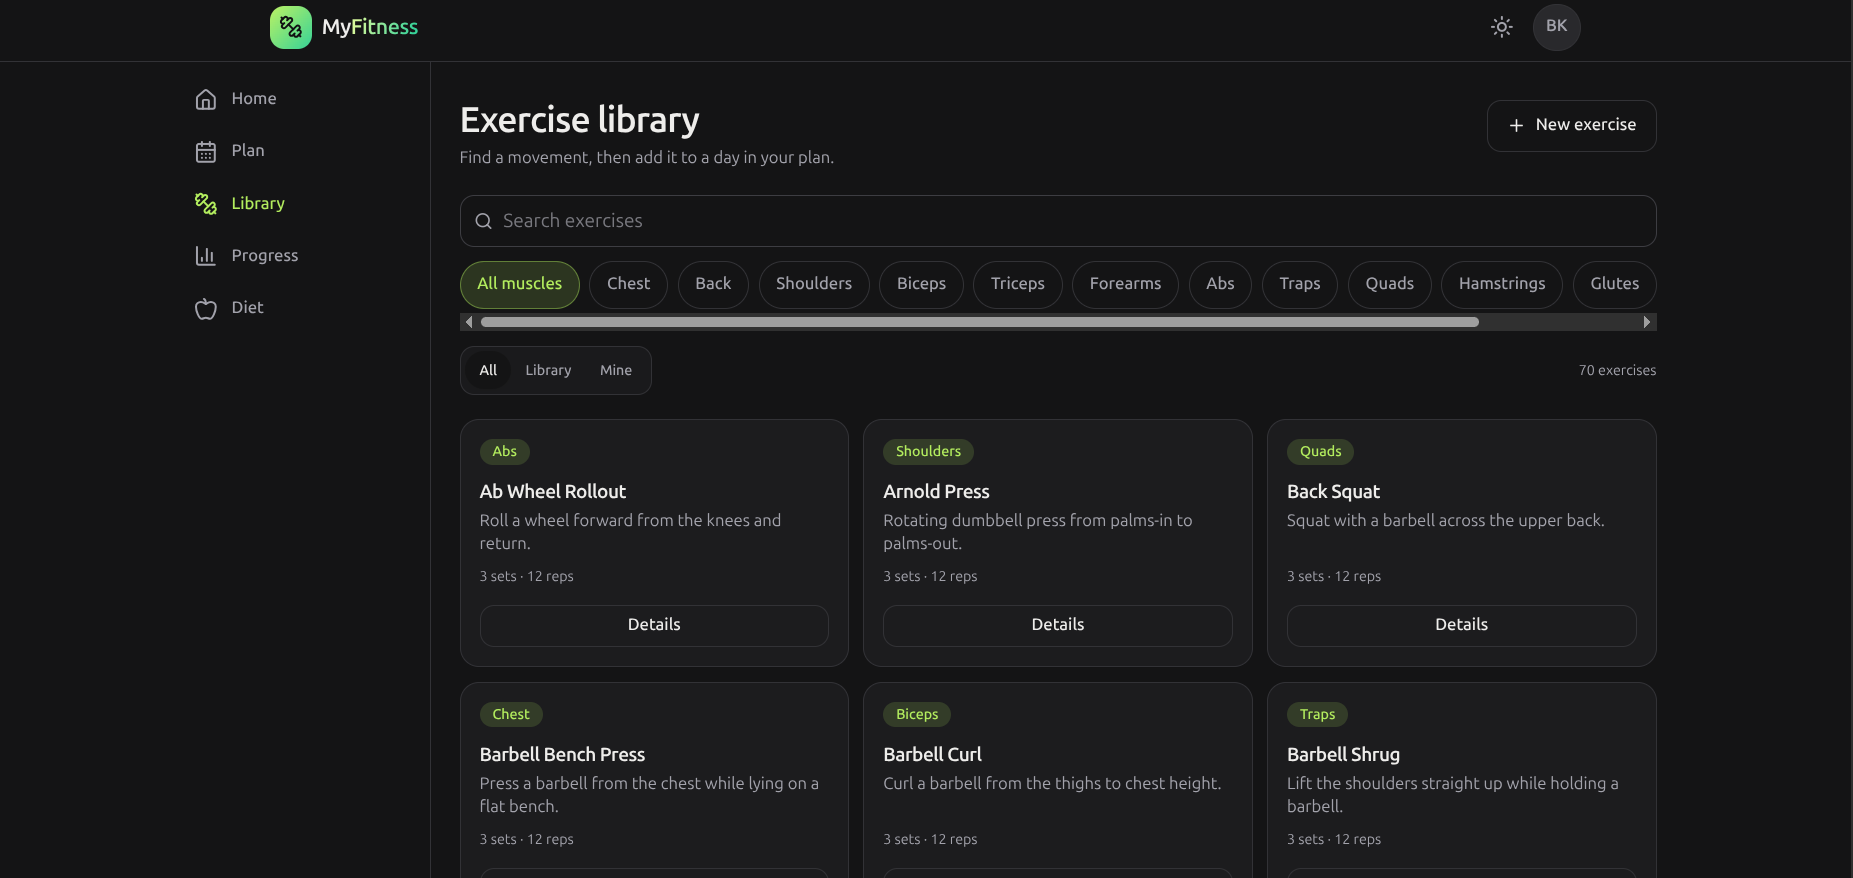 MyFitness
BK
Home
Plan
Library
Progress
Diet
Exercise library
Find a movement, then add it to a day in your plan.
New exercise
Search exercises
All muscles
Chest
Back
Shoulders
Biceps
Triceps
Forearms
Abs
Traps
Quads
Hamstrings
Glutes
All
Library
Mine
70 exercises
Abs
Ab Wheel Rollout
Roll a wheel forward from the knees and
return.
3 sets · 12 reps
Details
Shoulders
Arnold Press
Rotating dumbbell press from palms-in to
palms-out.
3 sets · 12 reps
Details
Quads
Back Squat
Squat with a barbell across the upper back.
3 sets · 12 reps
Details
Chest
Barbell Bench Press
Press a barbell from the chest while lying on a
flat bench.
3 sets · 12 reps
Biceps
Barbell Curl
Curl a barbell from the thighs to chest height.
3 sets · 12 reps
Traps
Barbell Shrug
Lift the shoulders straight up while holding a
barbell.
3 sets · 12 reps